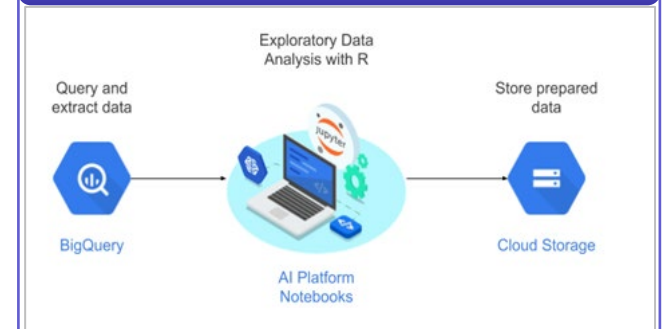 Exploratory Data
Analysis with R
Query and
extract data
Store prepared
data
jupyter
BigQuery
Cloud Storage
AI Platform
Notebooks